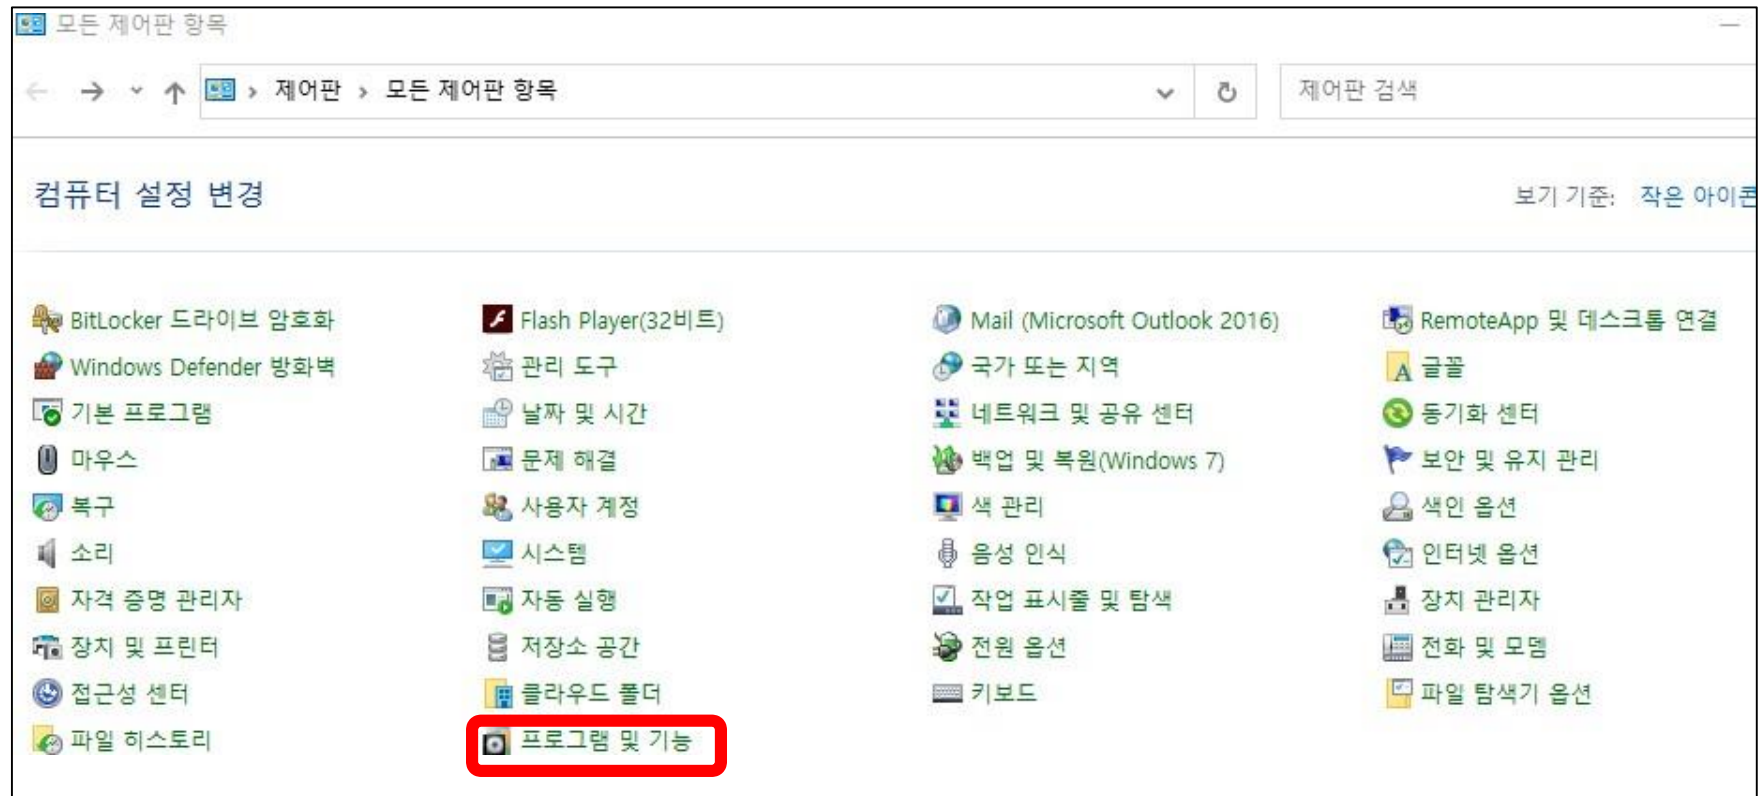 모든 제어판 항목
제어판 > 모든 제어판 항목
제어판 검색
컴퓨터 설정 변경
보기 기준: 작은 아이콘
BitLocker 드라이브 암호화
Flash Player(32비트)
Mail (Microsoft Outlook 2016)
RemoteApp 및 데스크톱 연결
Windows Defender 방화벽
관리 도구
국가 또는 지역
글꼴
기본 프로그램
날짜 및 시간
네트워크 및 공유 센터
동기화 센터
마우스
문제 해결
백업 및 복원(Windows 7)
보안 및 유지 관리
복구
사용자 계정
색 관리
색인 옵션
소리
시스템
음성 인식
인터넷 옵션
자격 증명 관리자
자동 실행
작업 표시줄 및 탐색
장치 관리자
장치 및 프린터
저장소 공간
전원 옵션
전화 및 모뎀
접근성 센터
클라우드 폴더
키보드
파일 탐색기 옵션
파일 히스토리
프로그램 및 기능